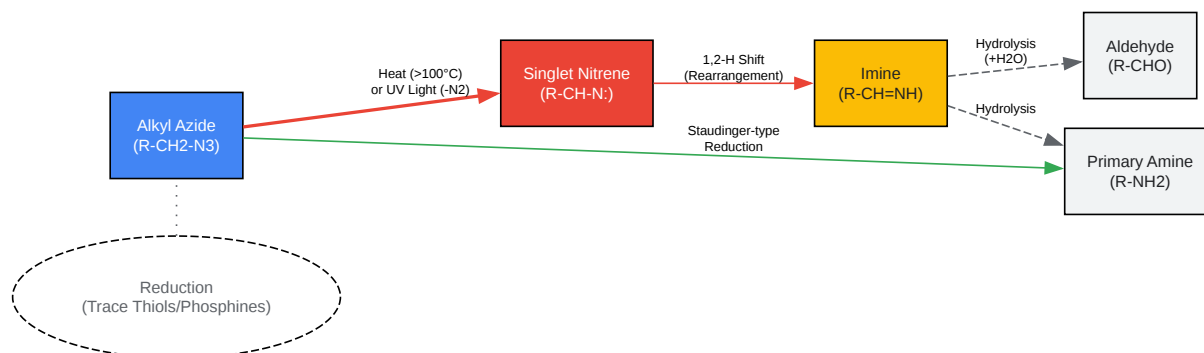 Heat (>100°C)
or UV Light (-N2)
Alkyl Azide
(R-CH2-N3)
Singlet Nitrene
(R-CH-N:)
1,2-H Shift
(Rearrangement)
Imine
(R-CH=NH)
Hydrolysis
(+H2O)
Aldehyde
(R-CHO)
Hydrolysis
Staudinger-type
Reduction
Primary Amine
(R-NH2)
Reduction
(Trace Thiols/Phosphines)